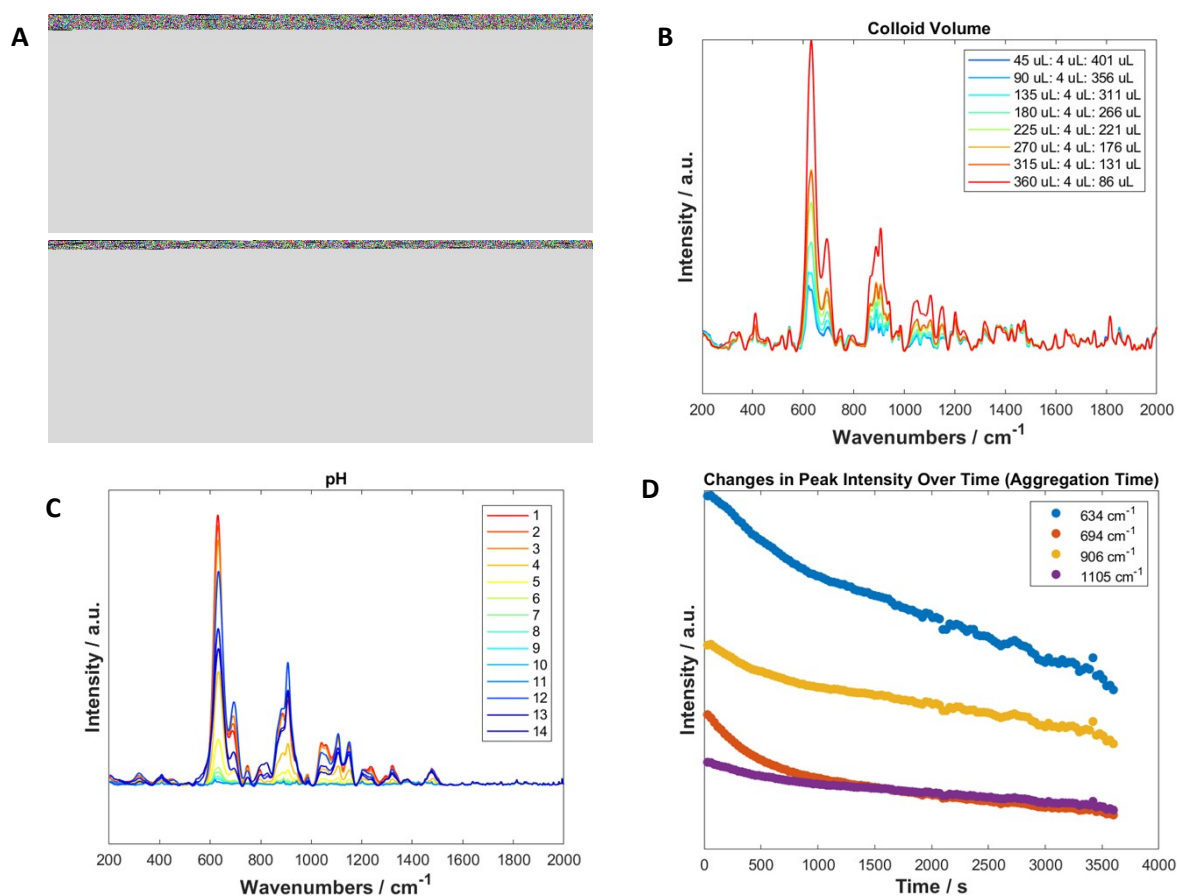 A
B
Colloid Volume
45 uL: 4 uL: 401 uL
90 uL: 4 uL: 356 uL
135 uL: 4 uL: 311 uL
180 uL: 4 uL: 266 uL
225 uL: 4 uL: 221 uL
270 uL: 4 uL: 176 uL
315 uL: 4 uL: 131 uL
360 uL: 4 uL: 86 uL
Intensity / a.u.
200 400 600 800 1000 1200 1400 1600 1800 2000
Wavenumbers / cm-1
C
pH
1
2
3
4
5
6
7
8
9
10
11
12
13
14
Intensity / a.u.
200 400 600 800 1000 1200 1400 1600 1800 2000
Wavenumbers / cm-1
D
Changes in Peak Intensity Over Time (Aggregation Time)
634 cm-1
694 cm-1
906 cm-1
1105 cm-1
Intensity / a.u.
0 500 1000 1500 2000 2500 3000 3500 4000
Time / s